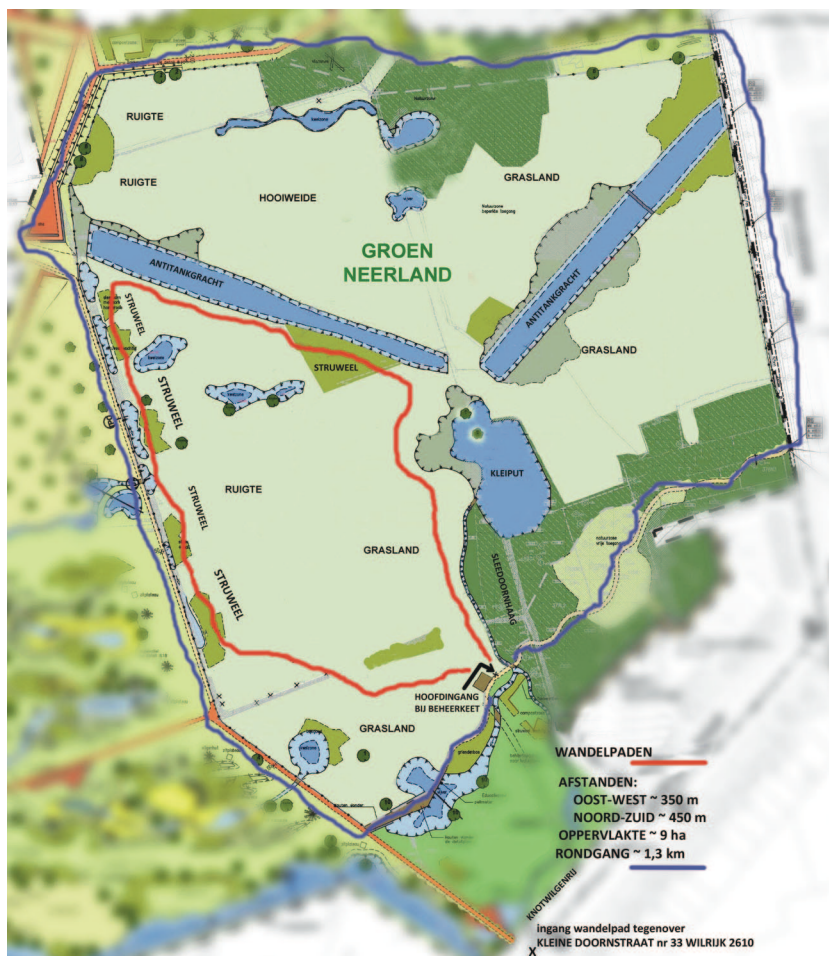 RUIGTE
RUIGTE
HOOIWEIDE
GRASLAND
GROEN
NEERLAND
ANTITANKGRACHT
ANTITANKGRACHT
GRASLAND
STRUWEEL
STRUWEEL
STRUWEEL
KLEIPUT
RUIGTE
STRUWEEL
GRASLAND
SLEEDOORNHAAG
STRUWEEL
HOOFDINGANG
BIJ BEHEERKEET
GRASLAND
WANDELPADEN
AFSTANDEN:
OOST-WEST ~ 350 m
NOORD-ZUID ~ 450 m
OPPERVLAKTE ~ 9 ha
RONDGANG ~ 1,3 km
KNOTWILGENRIJ
ingang wandelpad tegenover
KLEINE DOORNSTRAAT nr 33 WILRIJK 2610
X